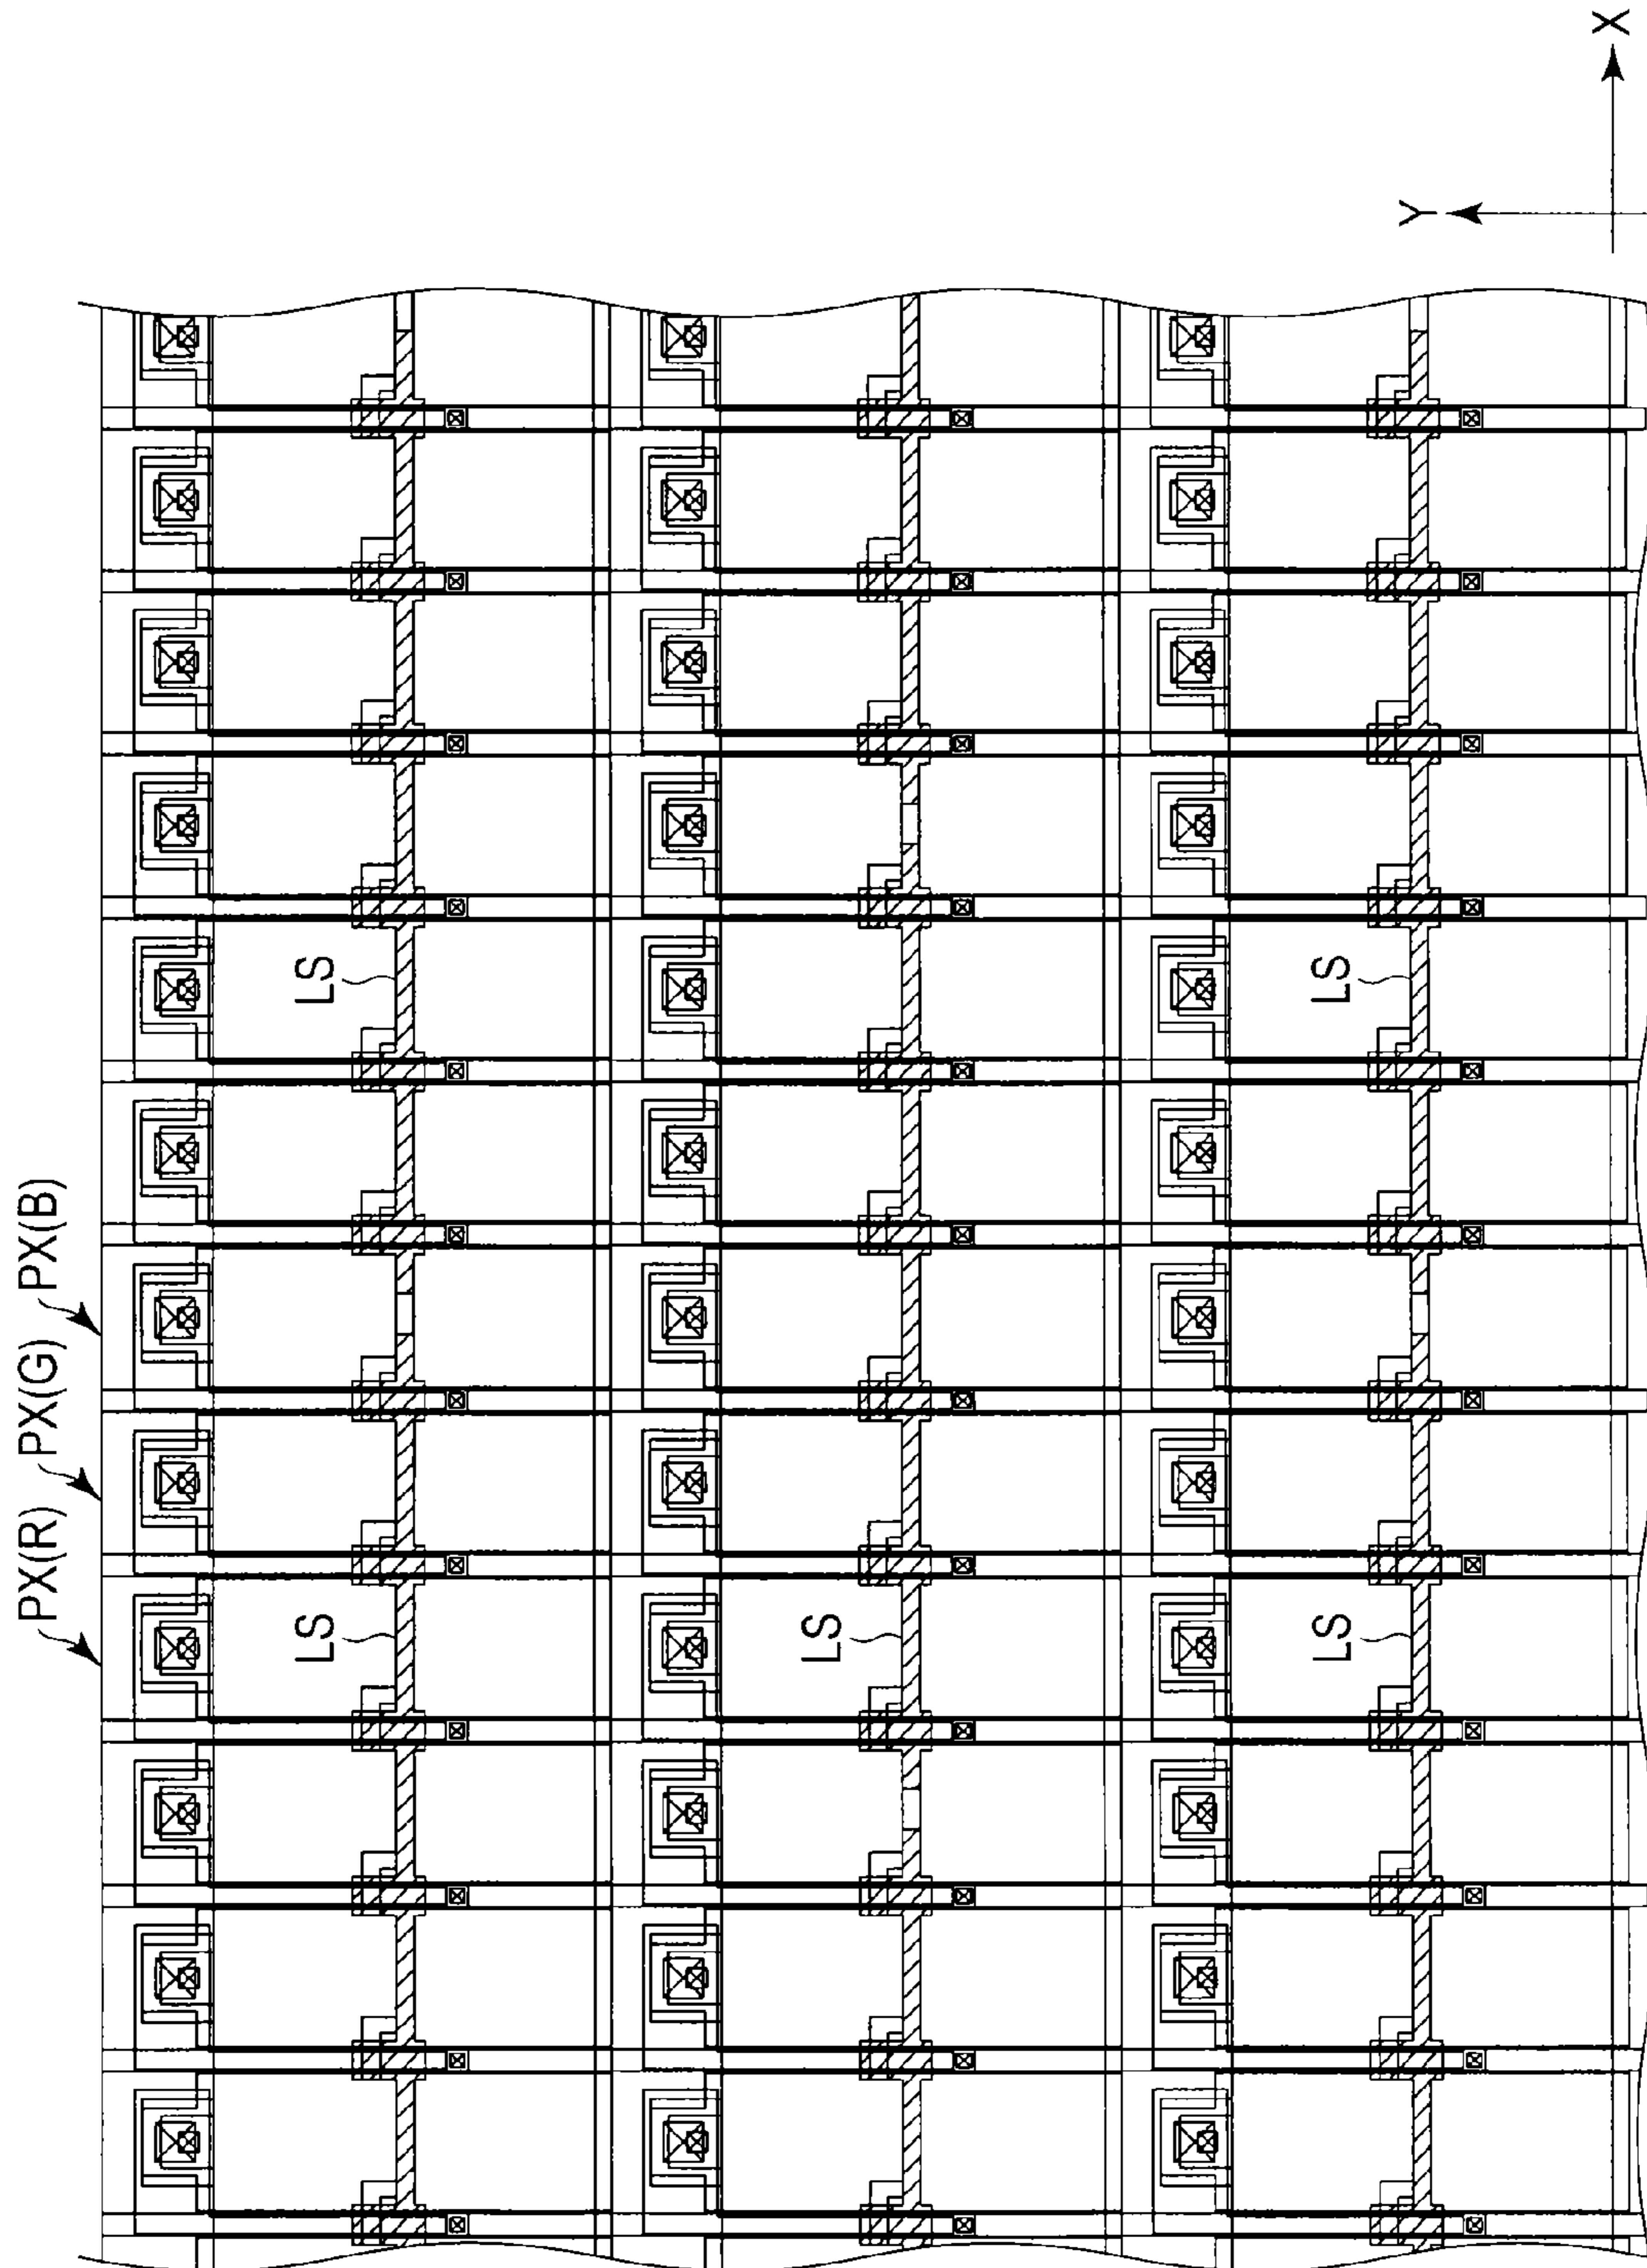 PX(R) PX(G) PX(B)
LS LS
LS
LS LS
Y
X